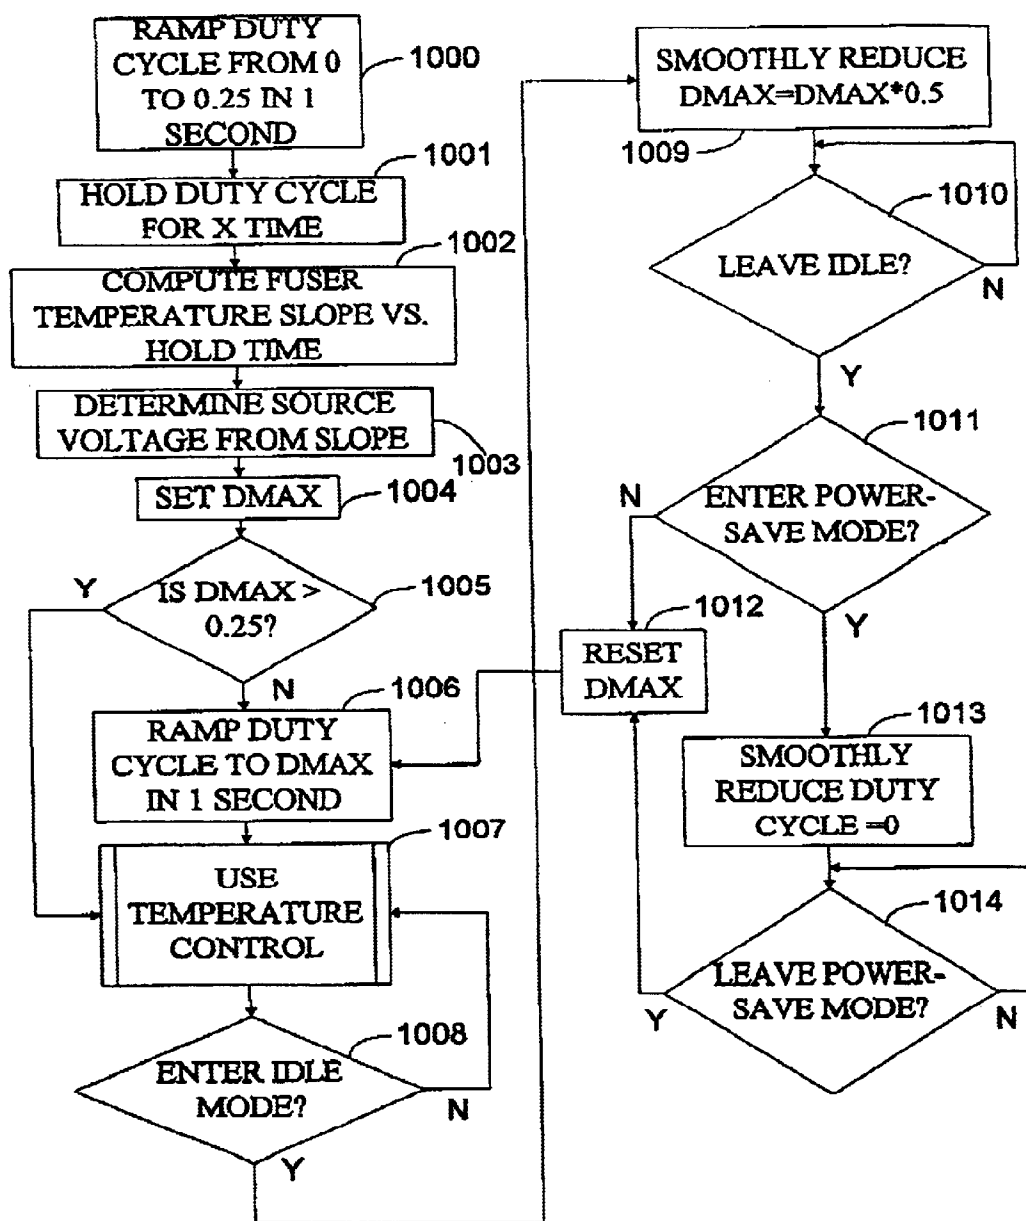 RAMP DUTY
CYCLE FROM 0
TO 0.25 IN 1
SECOND
1000
HOLD DUTY CYCLE
FOR X TIME
1001
COMPUTE FUSER
TEMPERATURE SLOPE VS.
HOLD TIME
1002
DETERMINE SOURCE
VOLTAGE FROM SLOPE
1003
SET DMAX
1004
IS DMAX >
0.25?
1005
Y
N
RAMP DUTY
CYCLE TO DMAX
IN 1 SECOND
1006
USE
TEMPERATURE
CONTROL
1007
ENTER IDLE
MODE?
1008
N
Y
SMOOTHLY REDUCE
DMAX=DMAX*0.5
1009
LEAVE IDLE?
1010
N
Y
ENTER POWER-
SAVE MODE?
1011
N
Y
RESET
DMAX
1012
SMOOTHLY
REDUCE DUTY
CYCLE =0
1013
LEAVE POWER-
SAVE MODE?
1014
Y
N